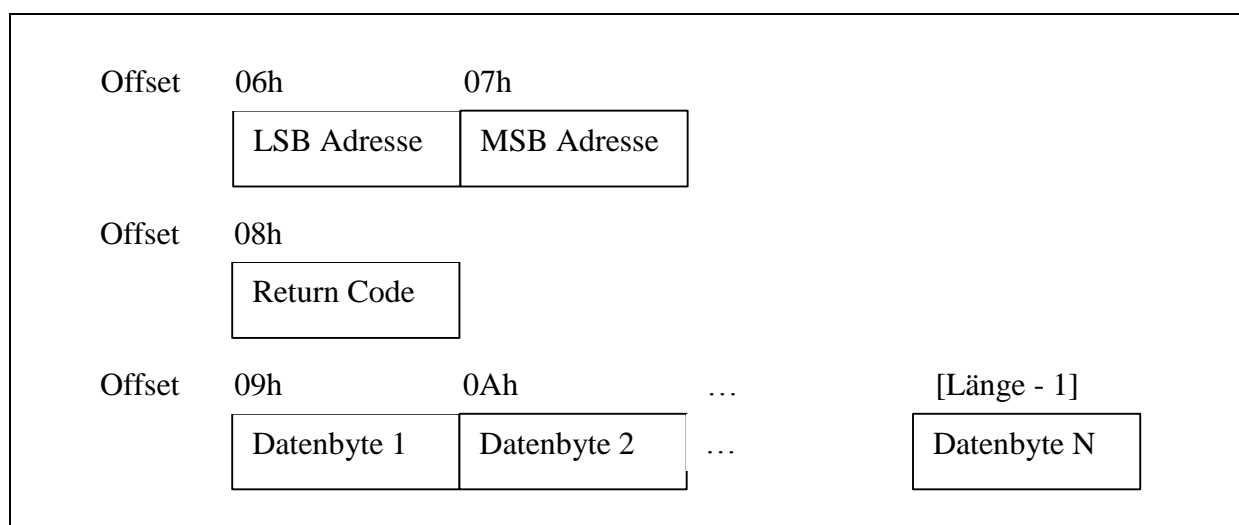 Offset 06h 07h
LSB Adresse MSB Adresse
Offset 08h
Return Code
Offset 09h 0Ah … [Länge - 1]
Datenbyte 1 Datenbyte 2 … Datenbyte N